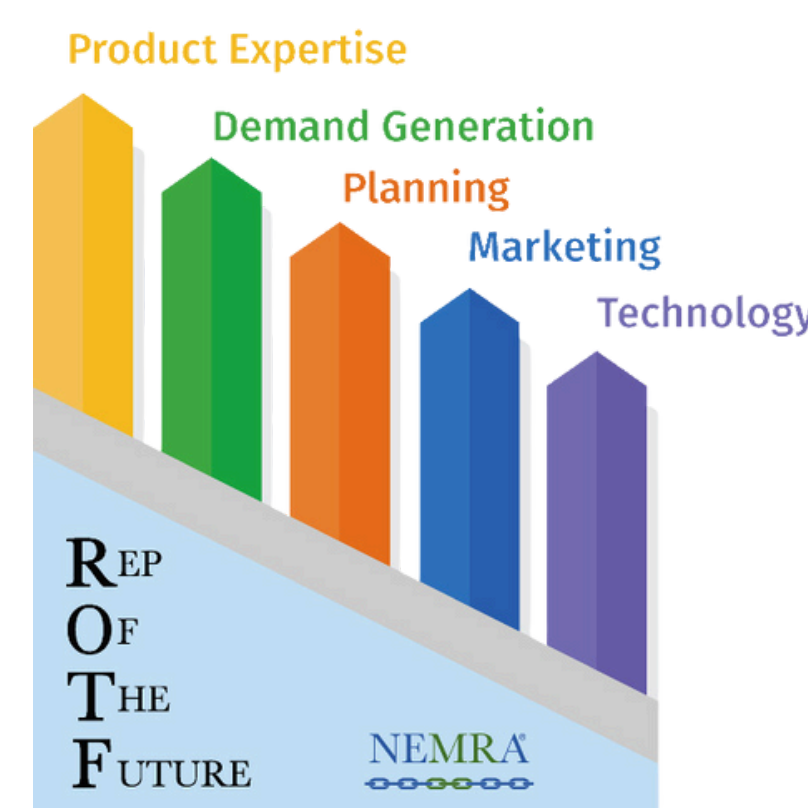 Product Expertise
Demand Generation
Planning
Marketing
Technology
REP
OF
THE
FUTURE
NEMRA®